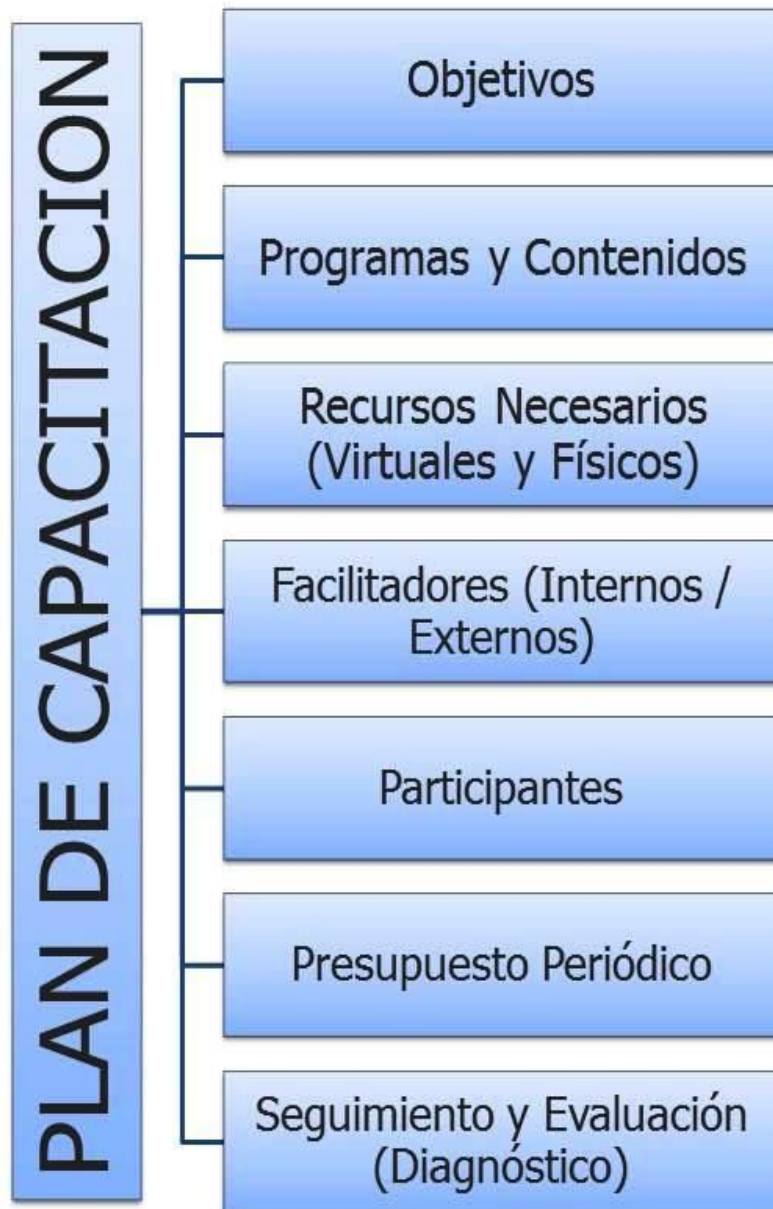 PLAN DE CAPACITACION
Objetivos
Programas y Contenidos
Recursos Necesarios
(Virtuales y Físicos)
Facilitadores (Internos /
Externos)
Participantes
Presupuesto Periódico
Seguimiento y Evaluación
(Diagnóstico)